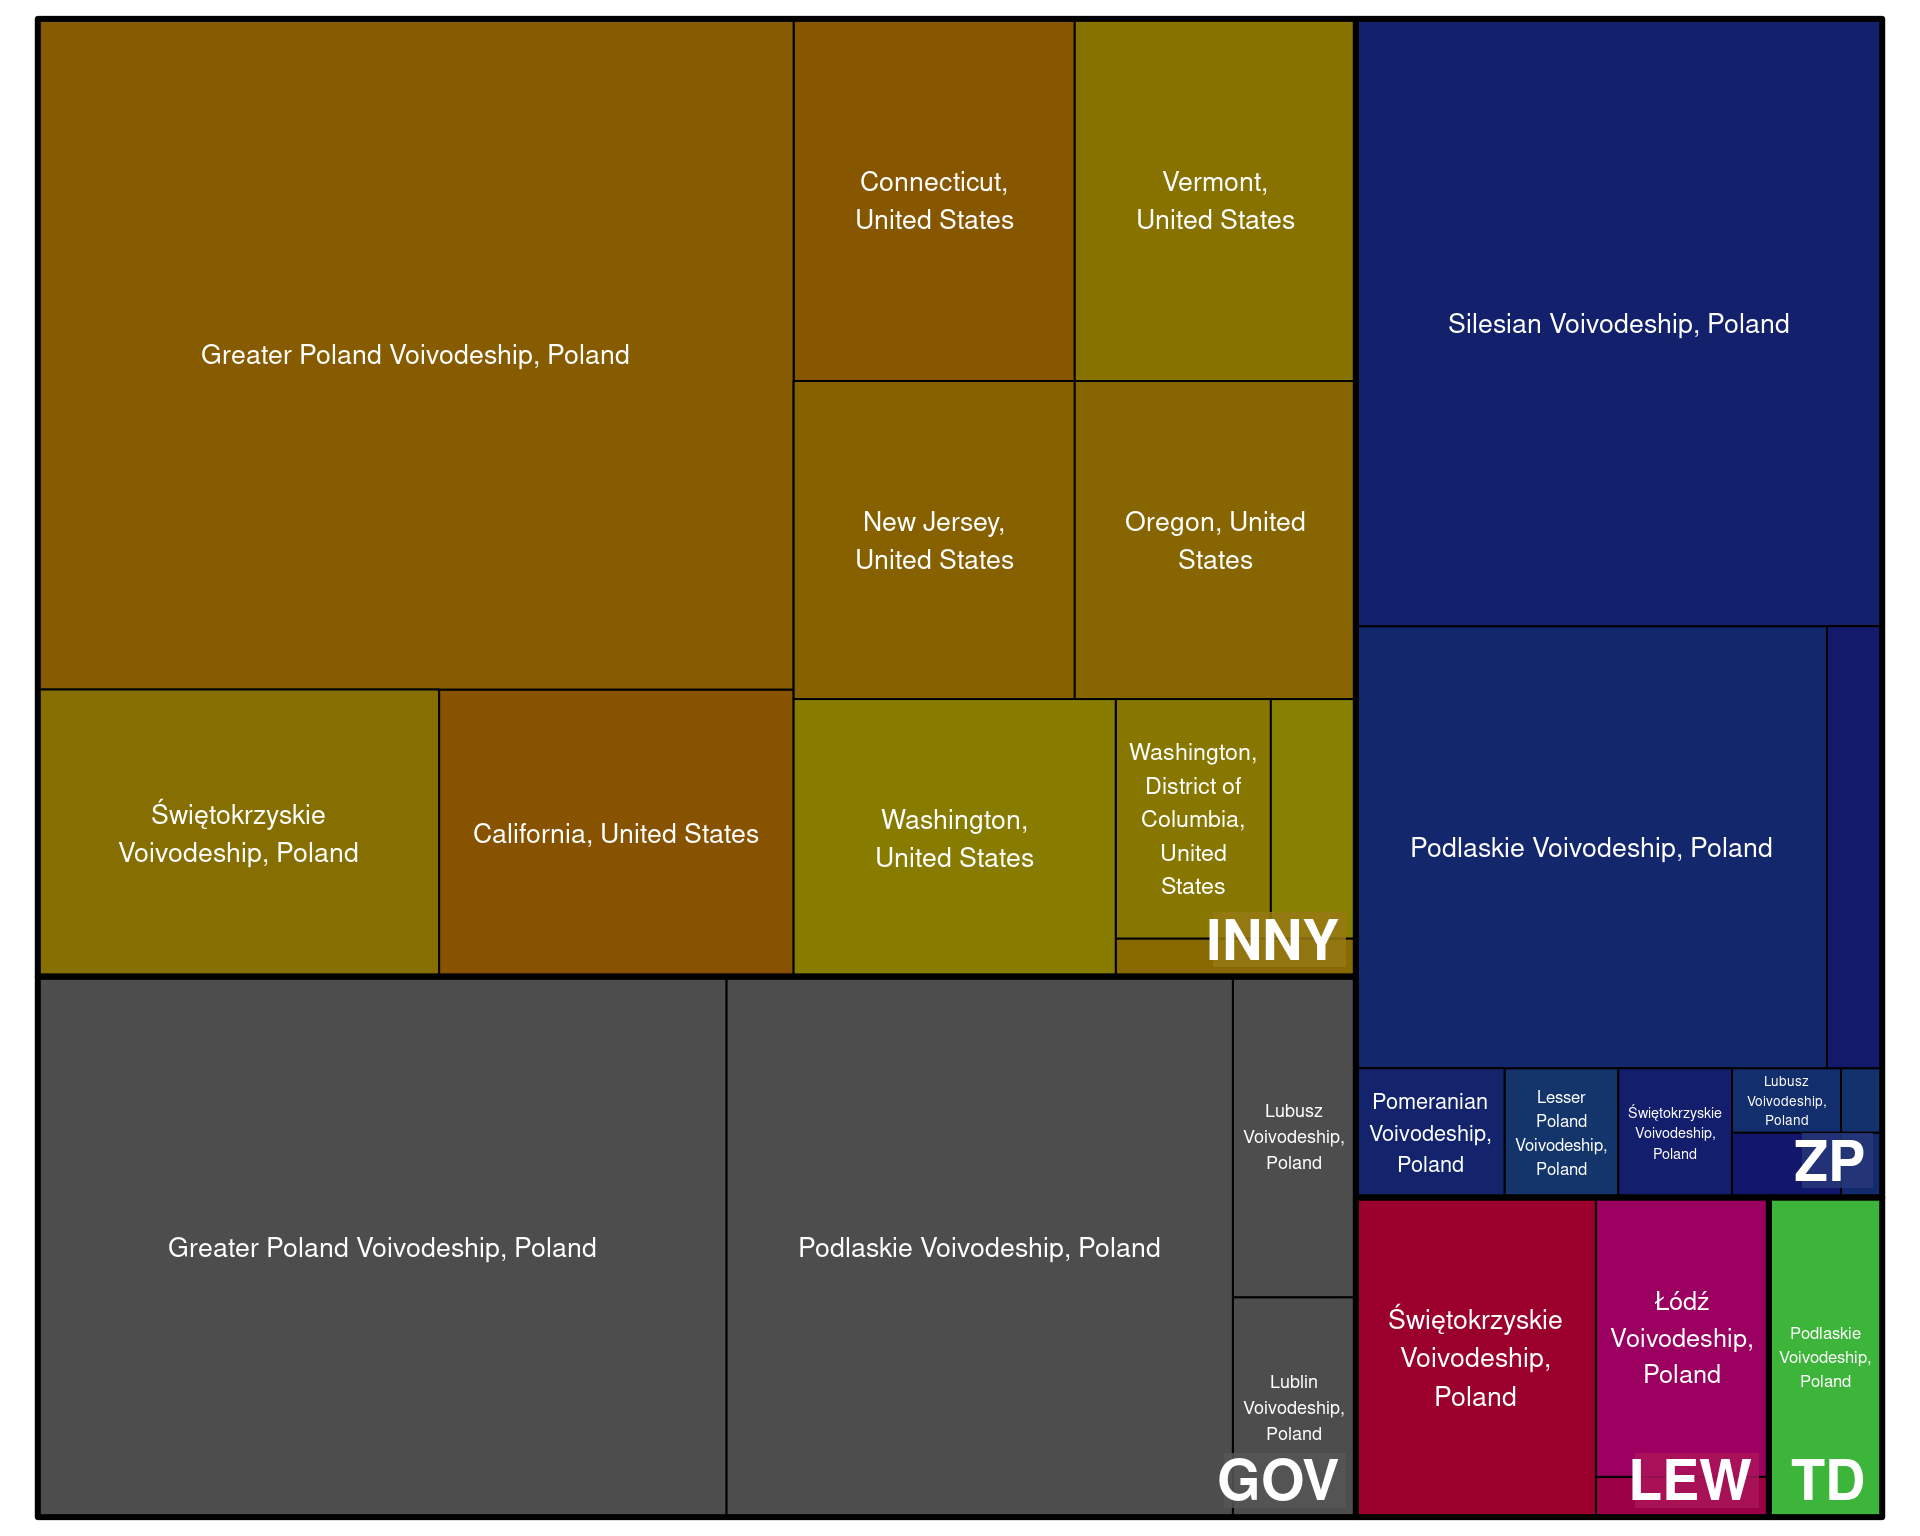 Greater Poland Voivodeship, Poland
Connecticut,
United States
Vermont,
United States
New Jersey,
United States
Oregon, United
States
Świętokrzyskie
Voivodeship, Poland
California, United States
Washington,
United States
Washington,
District of
Columbia,
United
States
INNY
Silesian Voivodeship, Poland
Podlaskie Voivodeship, Poland
Pomeranian
Voivodeship,
Poland
Lesser
Poland
Voivodeship,
Poland
Świętokrzyskie
Voivodeship,
Poland
Lubusz
Voivodeship,
Poland
ZP
Greater Poland Voivodeship, Poland
Podlaskie Voivodeship, Poland
Lubusz
Voivodeship,
Poland
Lublin
Voivodeship,
Poland
GOV
Świętokrzyskie
Voivodeship,
Poland
Łódź
Voivodeship,
Poland
LEW
Podlaskie
Voivodeship,
Poland
TD